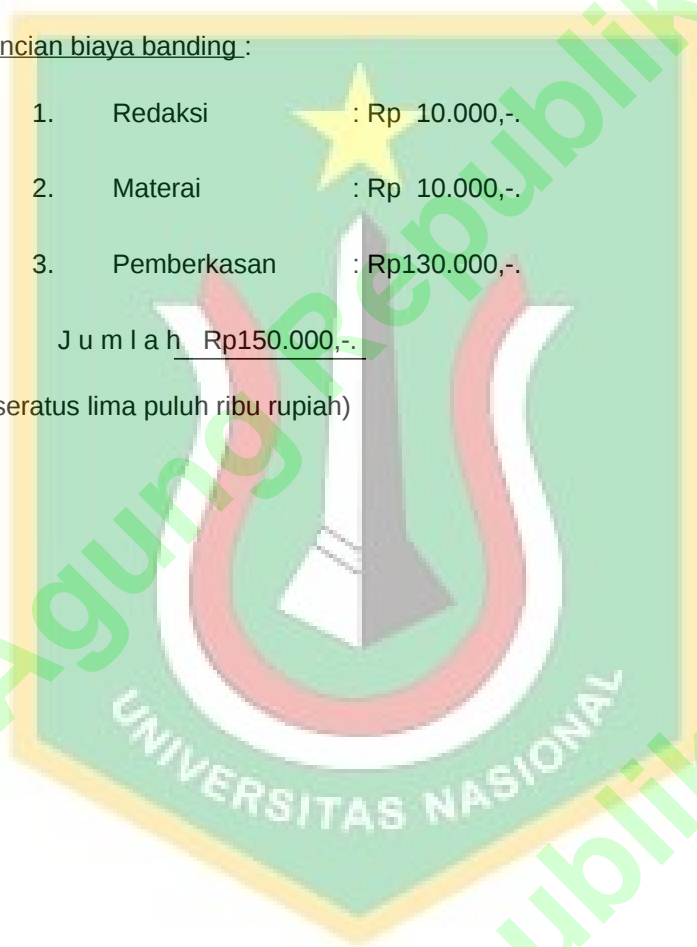 ncian biaya banding :
1. Redaksi : Rp 10.000,-.
2. Materai : Rp 10.000,-.
3. Pemberkasan : Rp130.000,-.
J u m l a h Rp150.000,-.
seratus lima puluh ribu rupiah)
Agung Republik
UNIVERSITAS NASIONAL
ublik